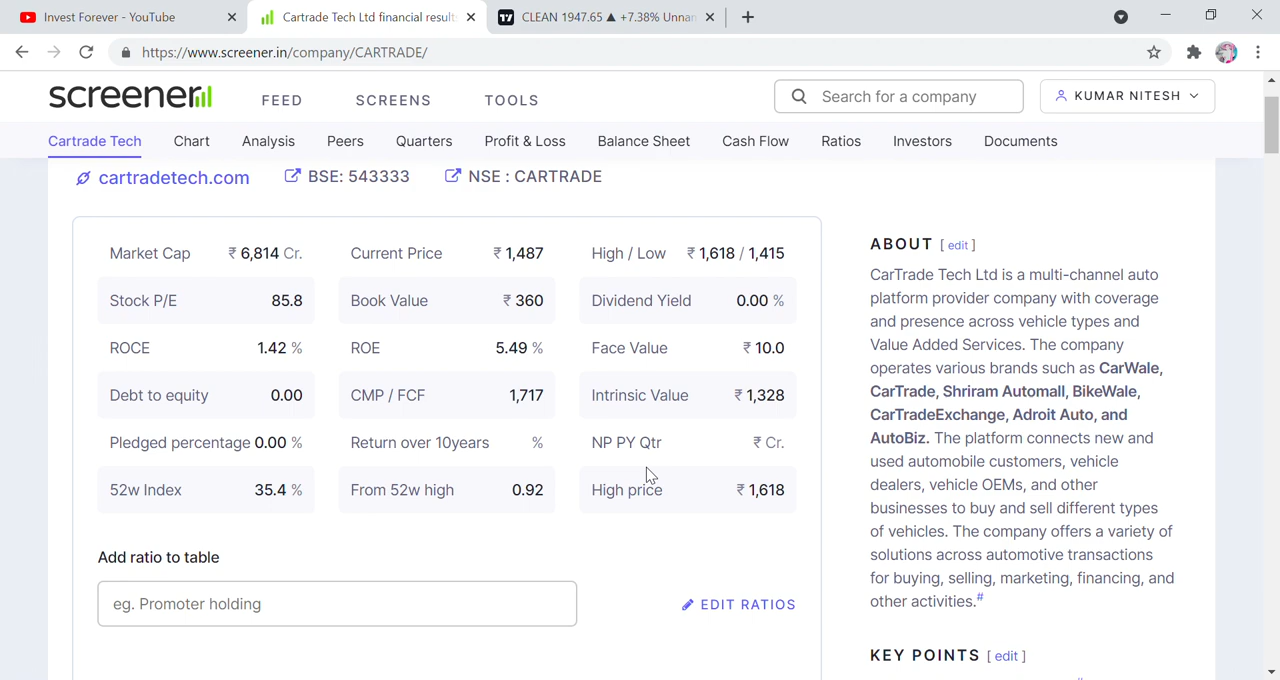 Invest Forever - YouTube
Cartrade Tech Ltd financial results
CLEAN 1947.65 ▲ +7.38% Unnan
https://www.screener.in/company/CARTRADE/
screener
FEED SCREENS TOOLS
Search for a company
KUMAR NITESH
Cartrade Tech Chart Analysis Peers Quarters Profit & Loss Balance Sheet Cash Flow Ratios Investors Documents
cartradetech.com BSE: 543333 NSE : CARTRADE
Market Cap ₹ 6,814 Cr. Current Price ₹ 1,487 High / Low ₹ 1,618 / 1,415
Stock P/E 85.8 Book Value ₹ 360 Dividend Yield 0.00 %
ROCE 1.42 % ROE 5.49 % Face Value ₹ 10.0
Debt to equity 0.00 CMP / FCF 1,717 Intrinsic Value ₹ 1,328
Pledged percentage 0.00 % Return over 10years % NP PY Qtr ₹ Cr.
52w Index 35.4 % From 52w high 0.92 High price ₹ 1,618
Add ratio to table
eg. Promoter holding
EDIT RATIOS
ABOUT [ edit ]
CarTrade Tech Ltd is a multi-channel auto
platform provider company with coverage
and presence across vehicle types and
Value Added Services. The company
operates various brands such as CarWale,
CarTrade, Shriram Automall, BikeWale,
CarTradeExchange, Adroit Auto, and
AutoBiz. The platform connects new and
used automobile customers, vehicle
dealers, vehicle OEMs, and other
businesses to buy and sell different types
of vehicles. The company offers a variety of
solutions across automotive transactions
for buying, selling, marketing, financing, and
other activities.#
KEY POINTS [ edit ]